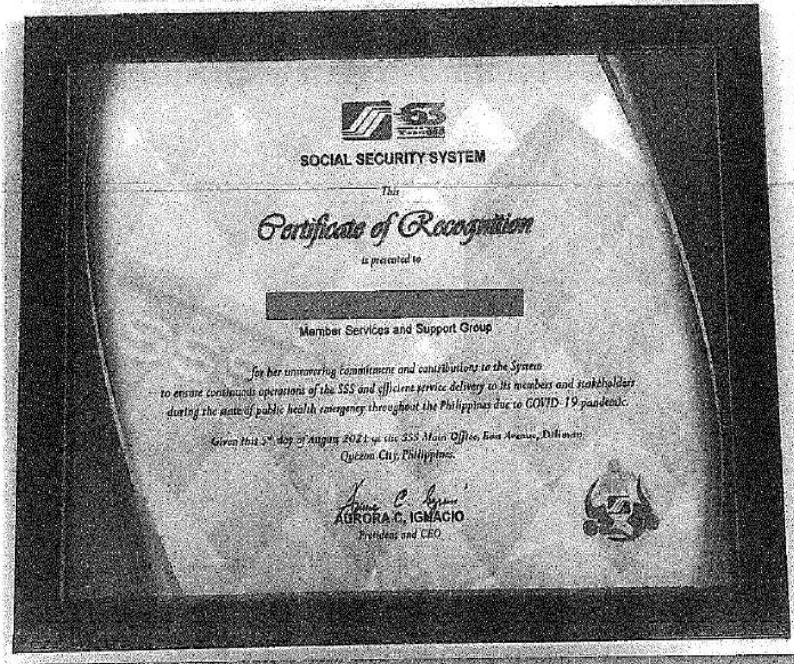 SOCIAL SECURITY SYSTEM
This
Certificate of Recognition
is presented to
Member Services and Support Group
for her unwavering commitment and contributions to the System
to ensure continuous operations of the SSS and efficient service delivery to its members and stakeholders
during the state of public health emergency throughout the Philippines due to COVID-19 pandemic.
Given this 5th day of August 2021 at the SSS Main Office, East Avenue, Diliman
Quezon City, Philippines.
AURORA C. IGNACIO
President and CEO